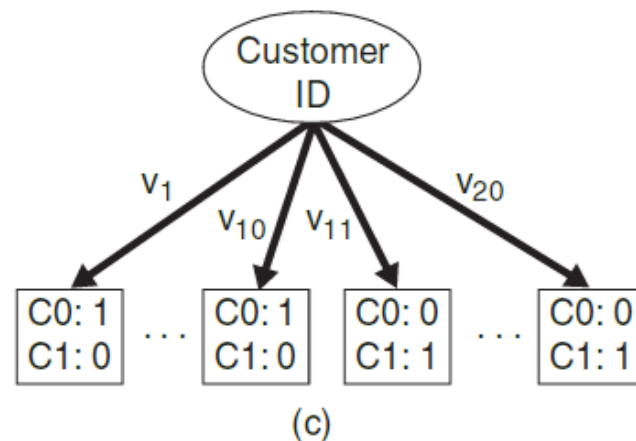 Customer
ID
v1 v10 v11 v20
C0: 1 C0: 1 C0: 0 C0: 0
C1: 0 ... C1: 0 C1: 1 ... C1: 1
(c)